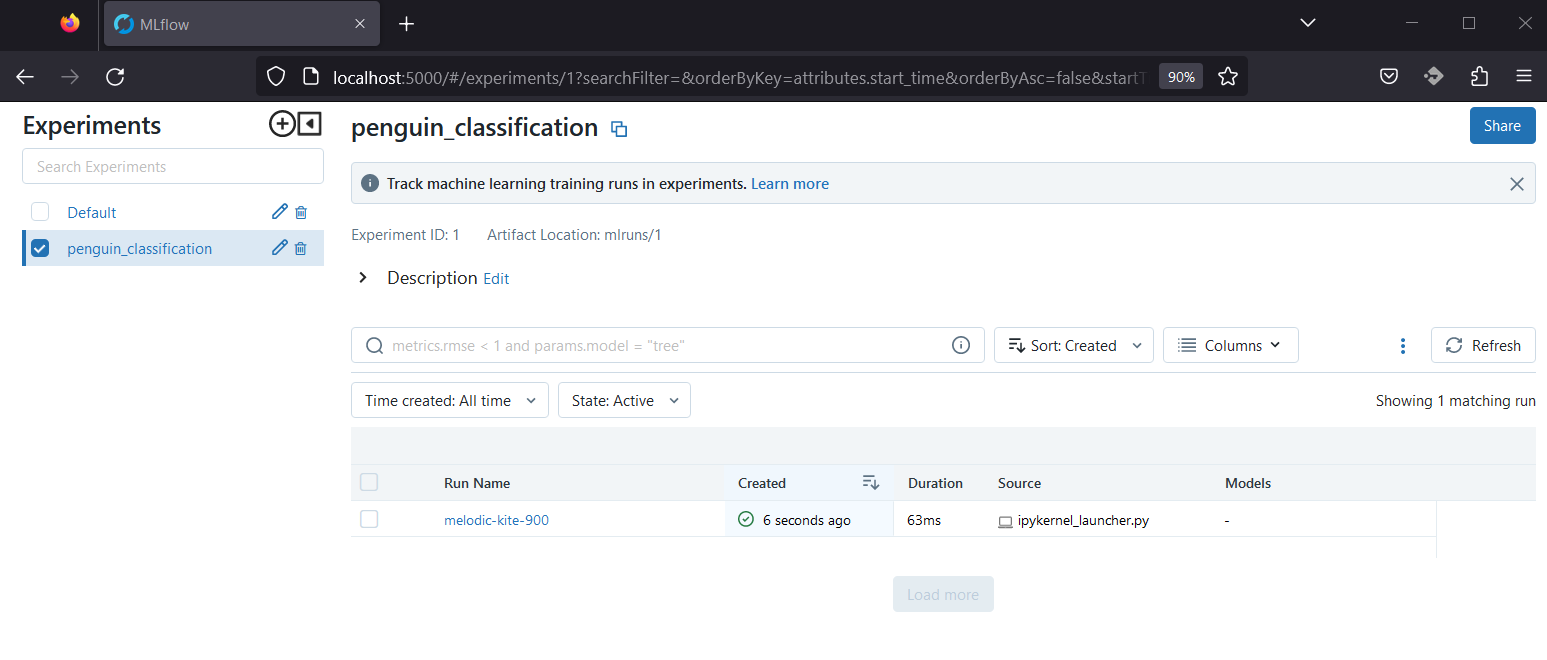 MLflow
localhost:5000/#/experiments/1?searchFilter=&orderByKey=attributes.start_time&orderByAsc=false&startT
90%
Experiments
penguin_classification
Share
Search Experiments
Track machine learning training runs in experiments. Learn more
Default
penguin_classification
Experiment ID: 1 Artifact Location: mlruns/1
Description Edit
metrics.rmse < 1 and params.model = "tree"
Sort: Created
Columns
Refresh
Time created: All time
State: Active
Showing 1 matching run
Run Name Created Duration Source Models
melodic-kite-900 6 seconds ago 63ms ipykernel_launcher.py -
Load more